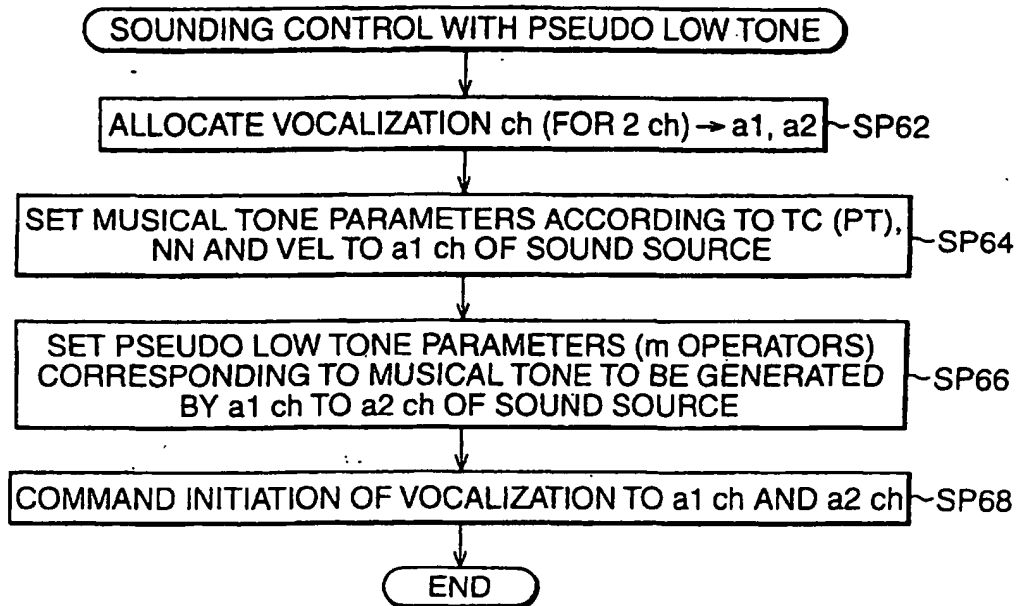 SOUNDING CONTROL WITH PSEUDO LOW TONE
ALLOCATE VOCALIZATION ch (FOR 2 ch) → a1, a2
~SP62
SET MUSICAL TONE PARAMETERS ACCORDING TO TC (PT),
NN AND VEL TO a1 ch OF SOUND SOURCE
~SP64
SET PSEUDO LOW TONE PARAMETERS (m OPERATORS)
CORRESPONDING TO MUSICAL TONE TO BE GENERATED
BY a1 ch TO a2 ch OF SOUND SOURCE
~SP66
COMMAND INITIATION OF VOCALIZATION TO a1 ch AND a2 ch
~SP68
END